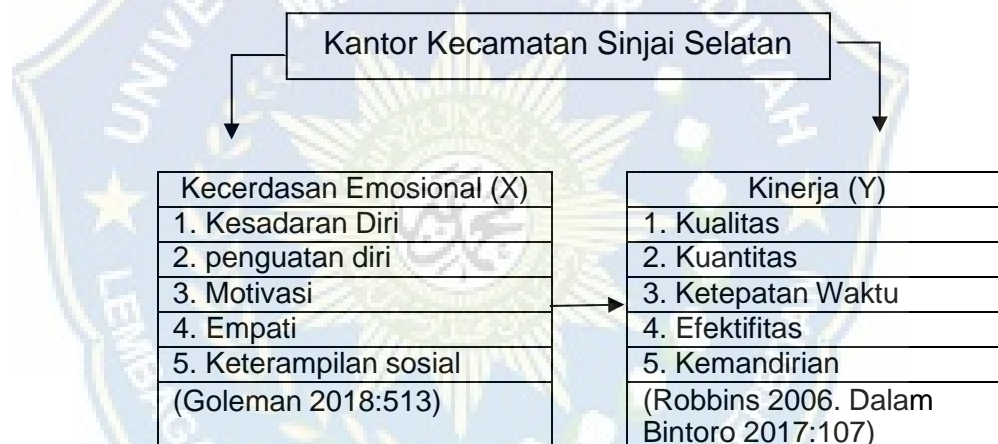 Kantor Kecamatan Sinjai Selatan
Kecerdasan Emosional (X)
1. Kesadaran Diri
2. penguatan diri
3. Motivasi
4. Empati
5. Keterampilan sosial
(Goleman 2018:513)
Kinerja (Y)
1. Kualitas
2. Kuantitas
3. Ketepatan Waktu
4. Efektifitas
5. Kemandirian
(Robbins 2006. Dalam
Bintoro 2017:107)